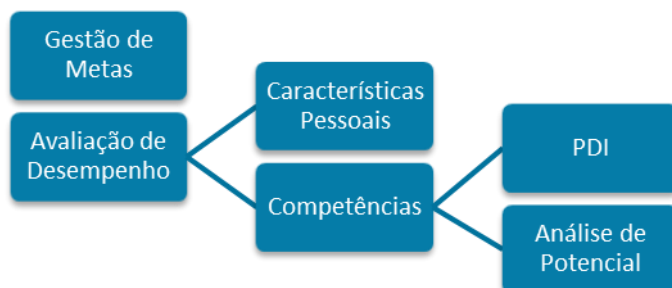 Gestão de
Metas
Avaliação de
Desempenho
Características
Pessoais
Competências
PDI
Análise de
Potencial